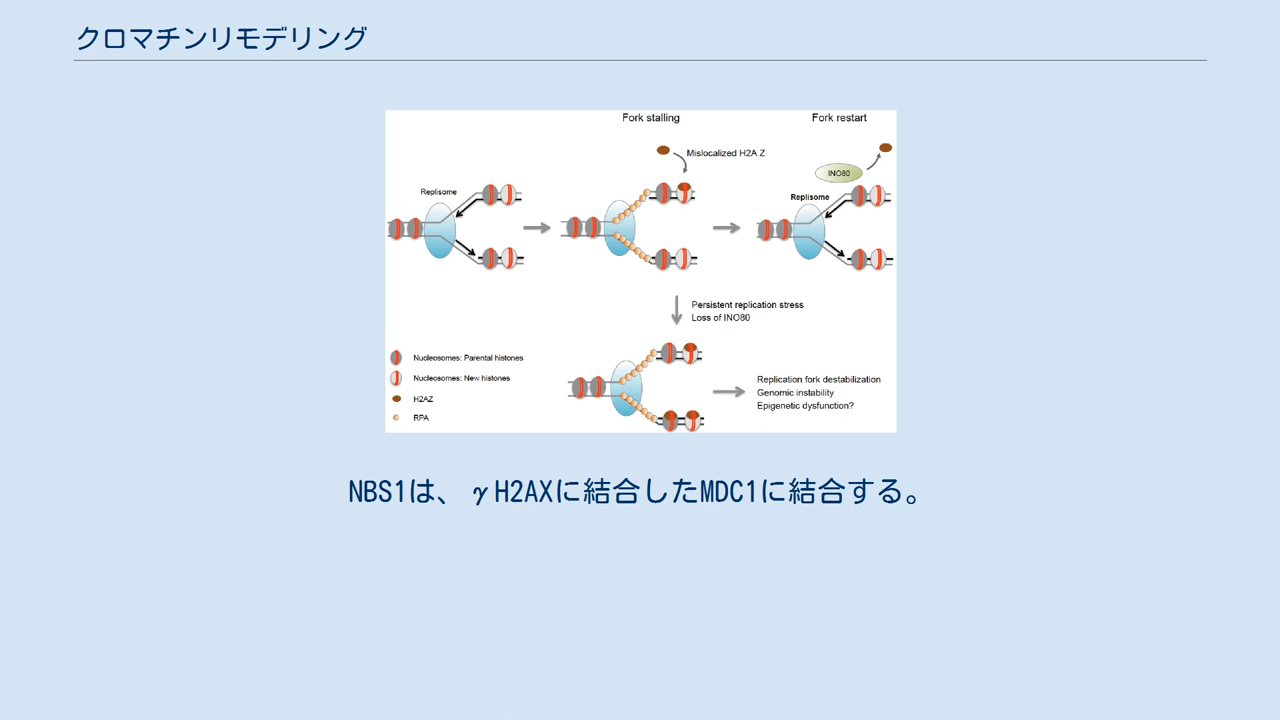 クロマチンリモデリング
Fork stalling
Fork restart
Mislocalized H2A.Z
INO80
Replisome
Replisome
Persistent replication stress
Loss of INO80
Nucleosomes: Parental histones
Nucleosomes: New histones
H2AZ
RPA
Replication fork destabilization
Genomic instability
Epigenetic dysfunction?
NBS1は、γH2AXに結合したMDC1に結合する。